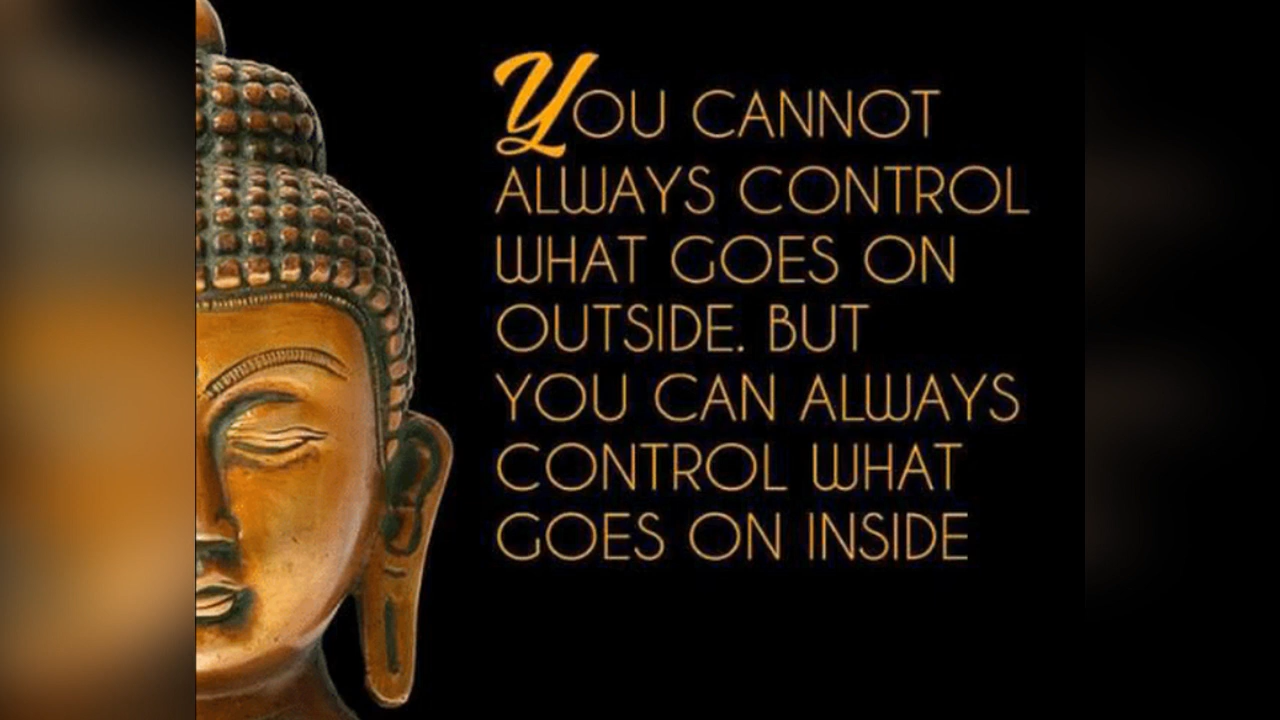 YOU CANNOT
ALWAYS CONTROL
WHAT GOES ON
OUTSIDE. BUT
YOU CAN ALWAYS
CONTROL WHAT
GOES ON INSIDE